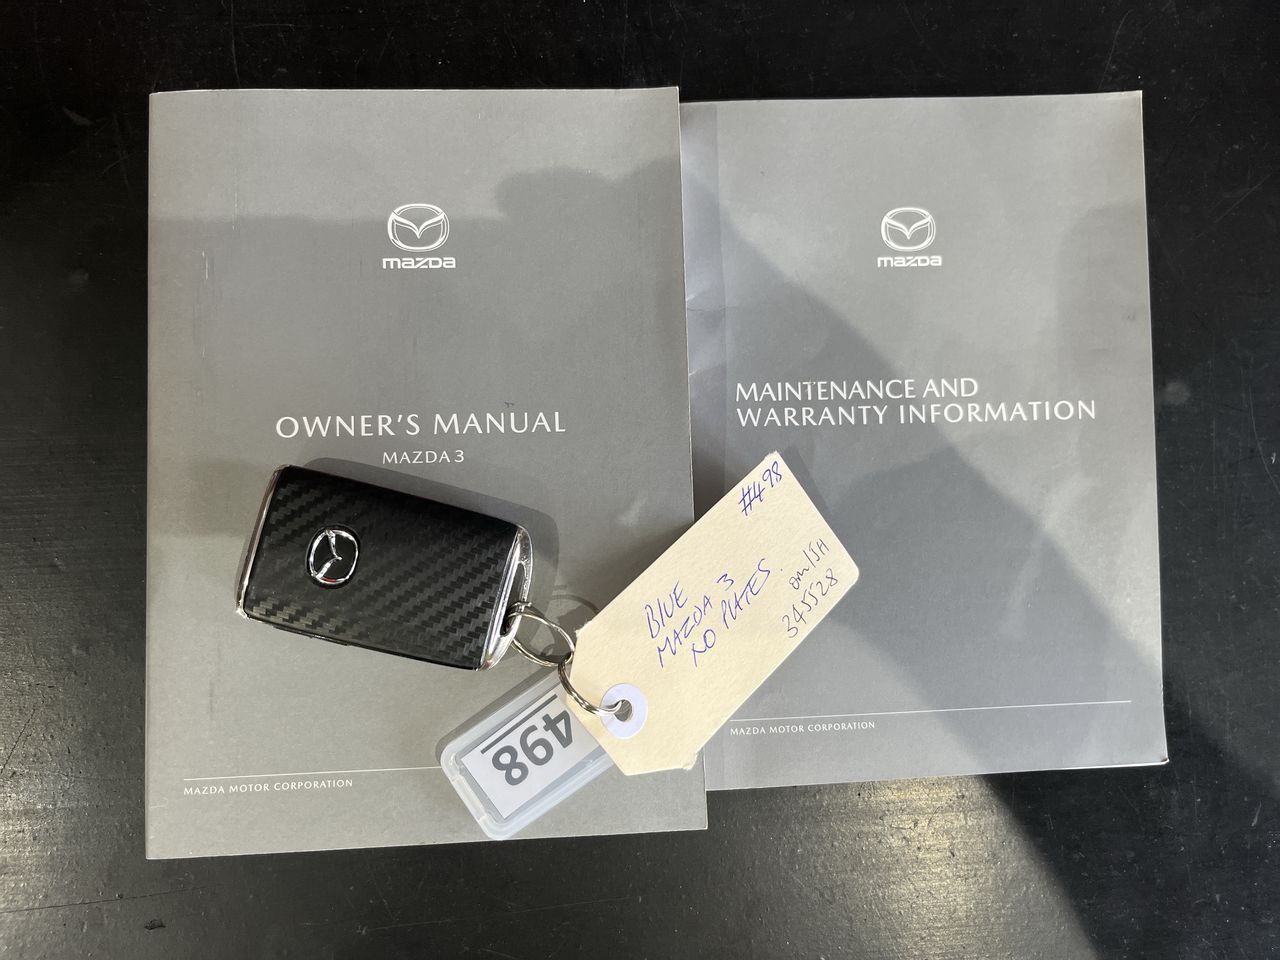 mazda
OWNER'S MANUAL
MAZDA 3
MAZDA MOTOR CORPORATION
mazda
MAINTENANCE AND
WARRANTY INFORMATION
MAZDA MOTOR CORPORATION
#498
BLUE
MAZDA 3
NO PLATES.
345528
498